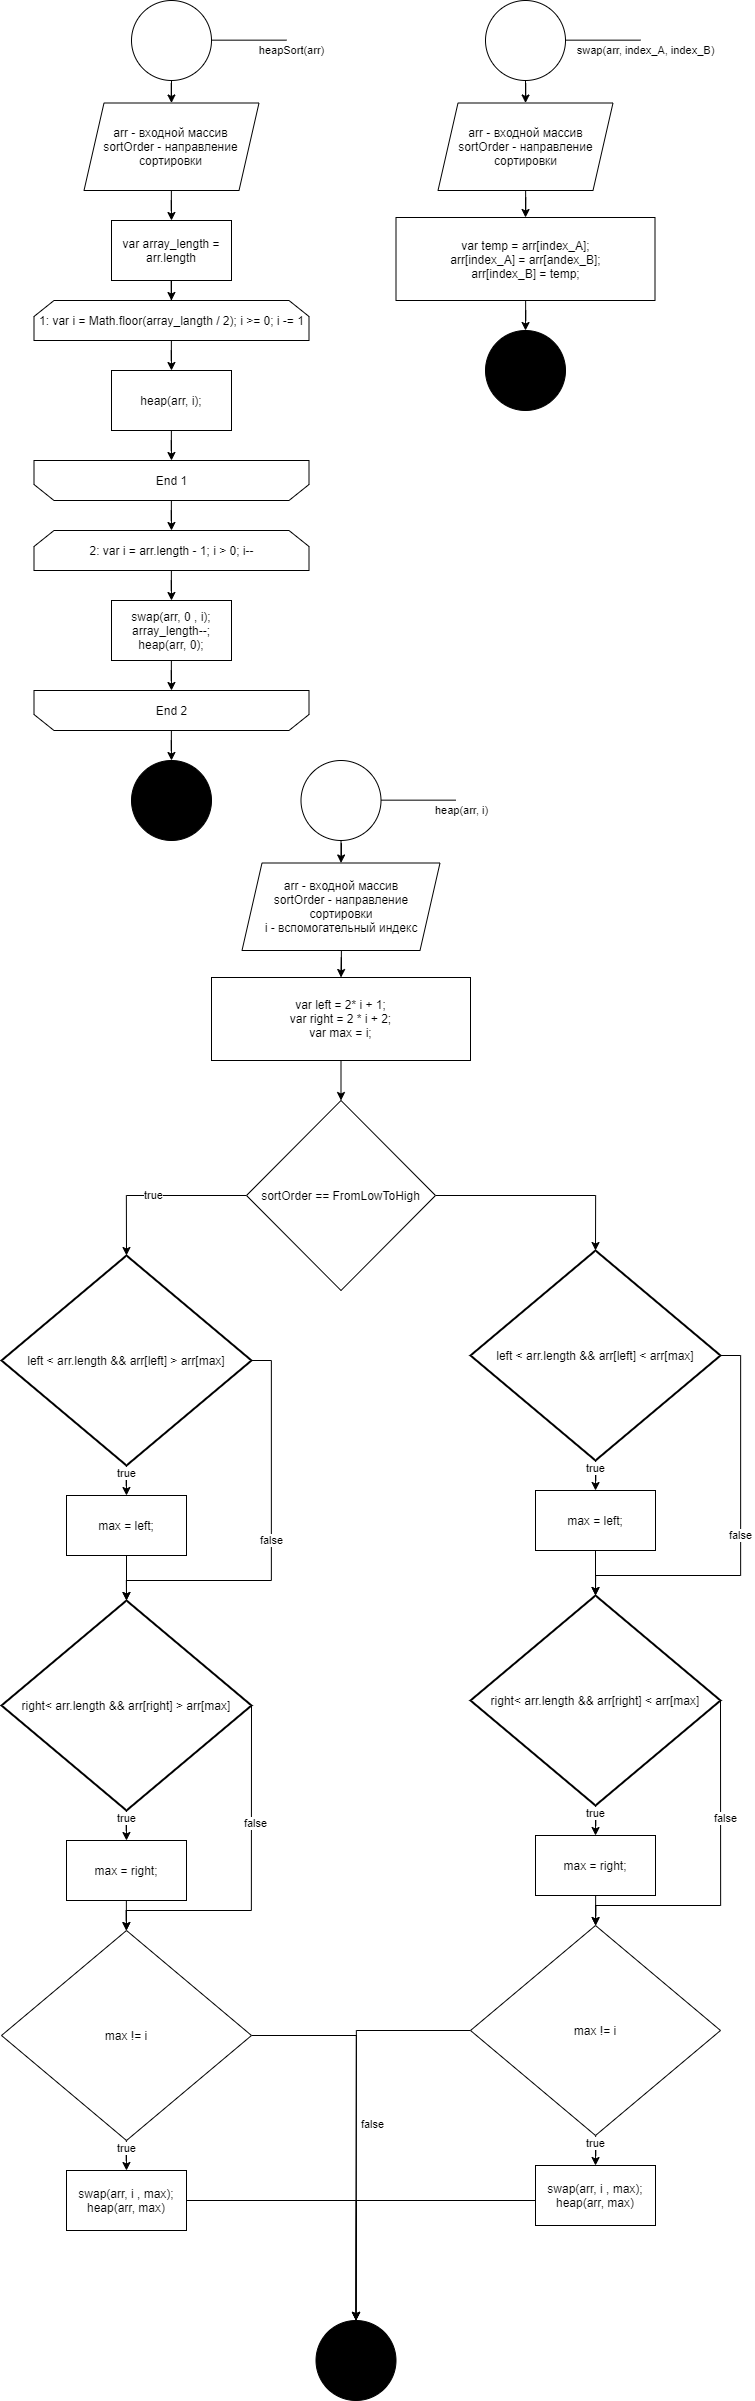 heapSort(arr)
arr - входной массив
sortOrder - направление
сортировки
var array_length =
arr.length
1: var i = Math.floor(array_langth / 2); i >= 0; i -= 1
heap(arr, i);
End 1
2: var i = arr.length - 1; i > 0; i--
swap(arr, 0 , i);
array_length--;
heap(arr, 0);
End 2
swap(arr, index_A, index_B)
arr - входной массив
sortOrder - направление
сортировки
var temp = arr[index_A];
arr[index_A] = arr[andex_B];
arr[index_B] = temp;
heap(arr, i)
arr - входной массив
sortOrder - направление
сортировки
i - вспомогательный индекс
var left = 2* i + 1;
var right = 2 * i + 2;
var max = i;
sortOrder == FromLowToHigh
true
left < arr.length && arr[left] > arr[max]
true
false
max = left;
right< arr.length && arr[right] > arr[max]
true
false
max = right;
max != i
true
swap(arr, i , max);
heap(arr, max)
left < arr.length && arr[left] < arr[max]
true
false
max = left;
right< arr.length && arr[right] < arr[max]
true
false
max = right;
max != i
false
true
swap(arr, i , max);
heap(arr, max)